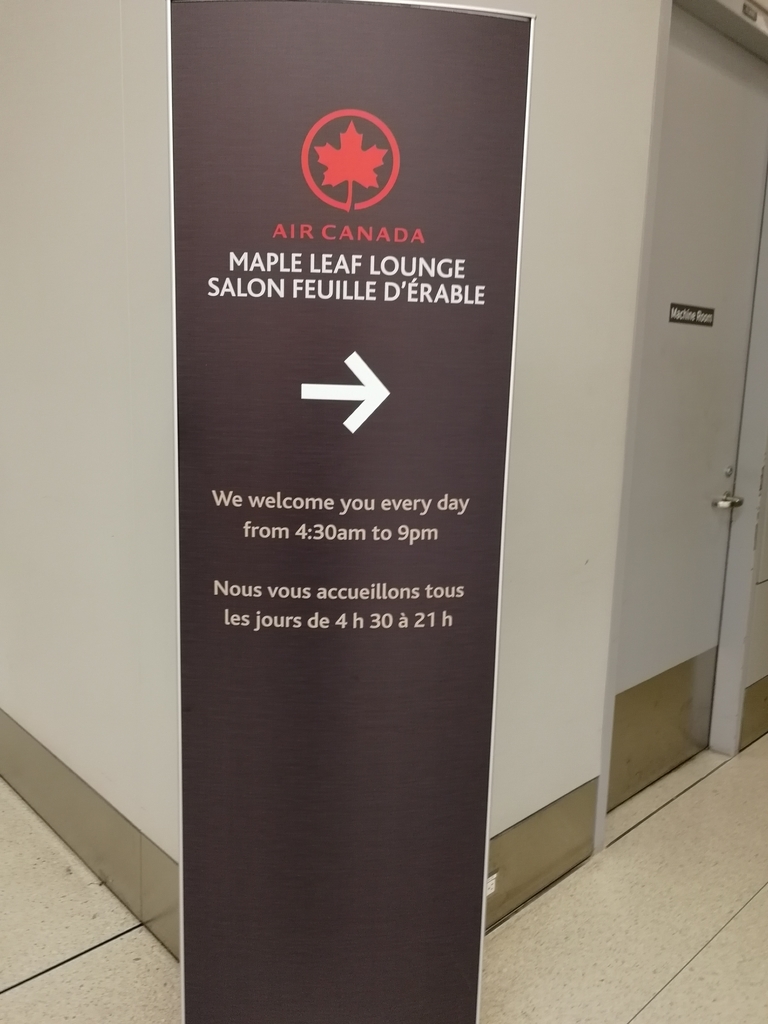 AIR CANADA
MAPLE LEAF LOUNGE
SALON FEUILLE D'ÉRABLE
We welcome you every day
from 4:30am to 9pm
Nous vous accueillons tous
les jours de 4 h 30 à 21 h
Machine Room